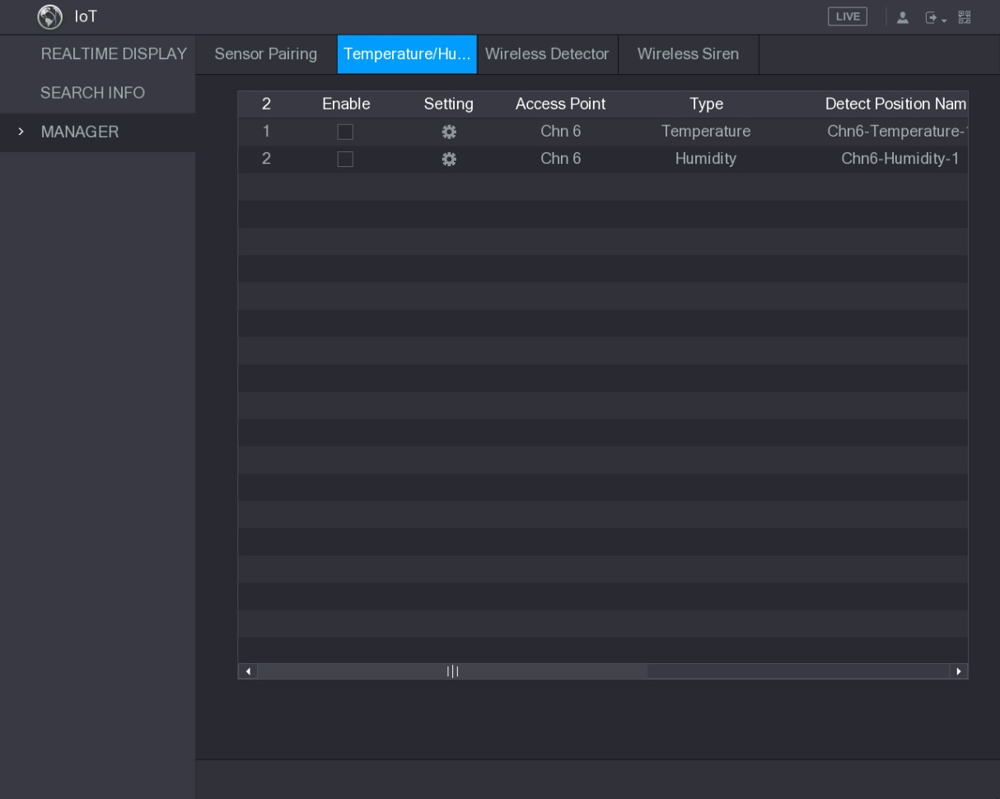 IoT
LIVE
REALTIME DISPLAY
SEARCH INFO
MANAGER
Sensor Pairing Temperature/Hu... Wireless Detector Wireless Siren
2 Enable Setting Access Point Type Detect Position Nam
1 Chn 6 Temperature Chn6-Temperature-1
2 Chn 6 Humidity Chn6-Humidity-1